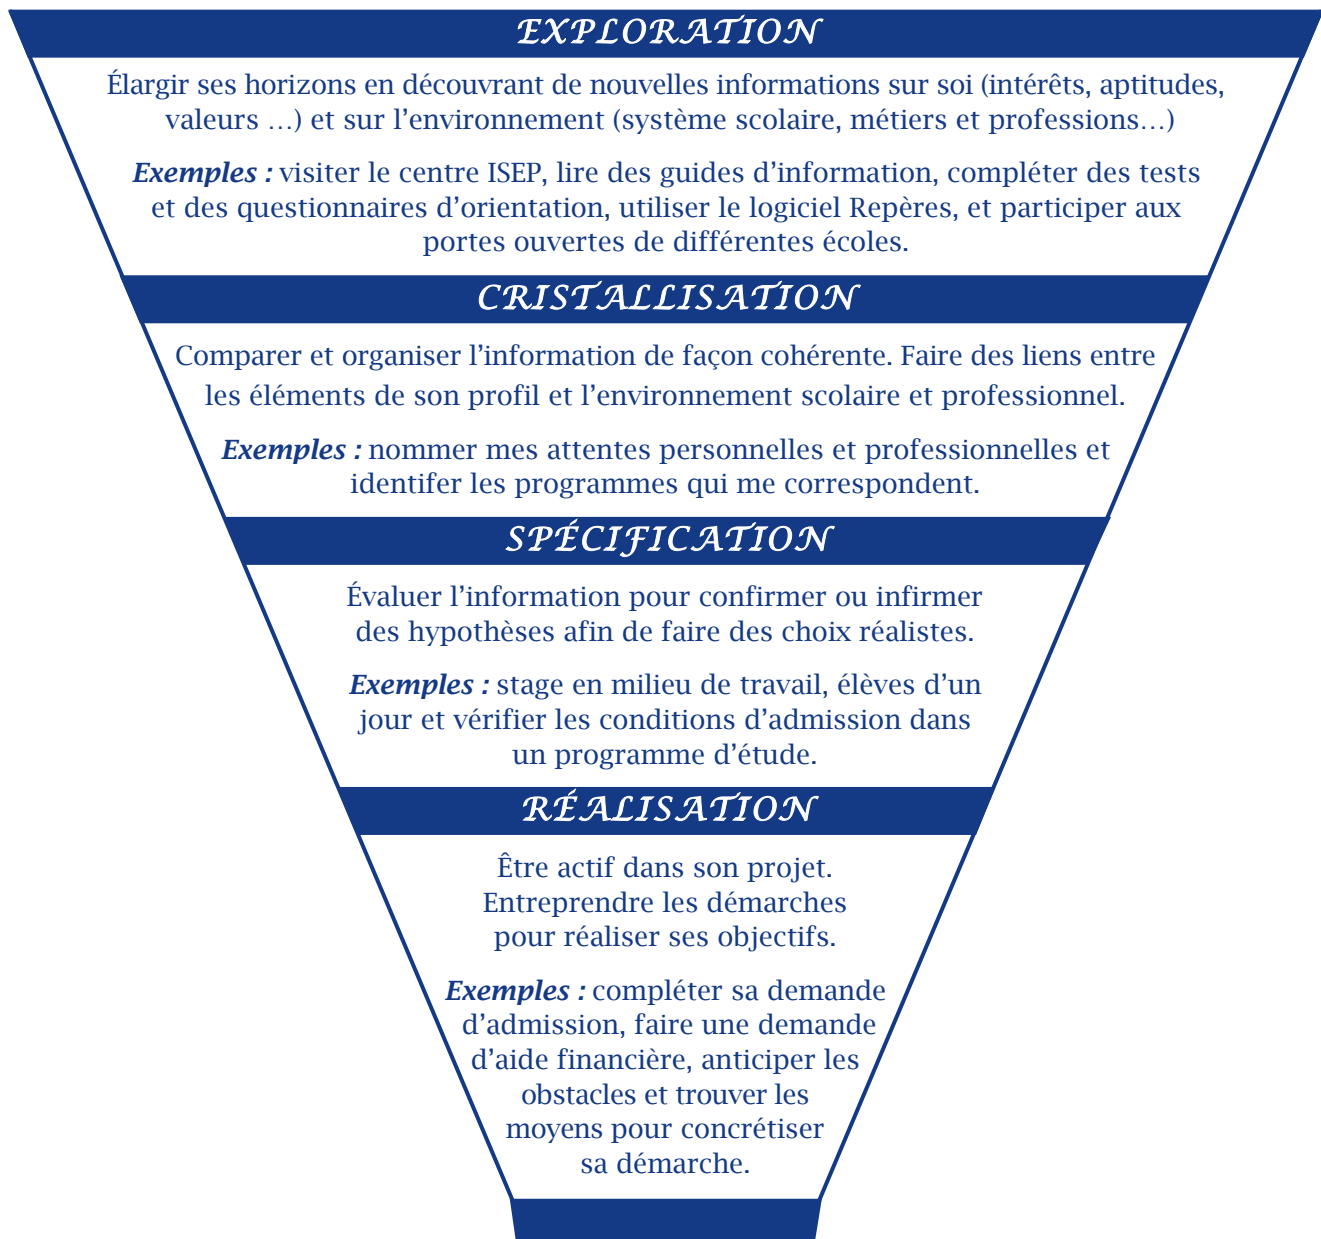 EXPLORATION
Élargir ses horizons en découvrant de nouvelles informations sur soi (intérêts, aptitudes,
valeurs …) et sur l’environnement (système scolaire, métiers et professions…)
Exemples : visiter le centre ISEP, lire des guides d’information, compléter des tests
et des questionnaires d’orientation, utiliser le logiciel Repères, et participer aux
portes ouvertes de différentes écoles.
CRISTALLISATION
Comparer et organiser l’information de façon cohérente. Faire des liens entre
les éléments de son profil et l’environnement scolaire et professionnel.
Exemples : nommer mes attentes personnelles et professionnelles et
identifer les programmes qui me correspondent.
SPÉCIFICATION
Évaluer l’information pour confirmer ou infirmer
des hypothèses afin de faire des choix réalistes.
Exemples : stage en milieu de travail, élèves d’un
jour et vérifier les conditions d’admission dans
un programme d’étude.
RÉALISATION
Être actif dans son projet.
Entreprendre les démarches
pour réaliser ses objectifs.
Exemples : compléter sa demande
d’admission, faire une demande
d’aide financière, anticiper les
obstacles et trouver les
moyens pour concrétiser
sa démarche.